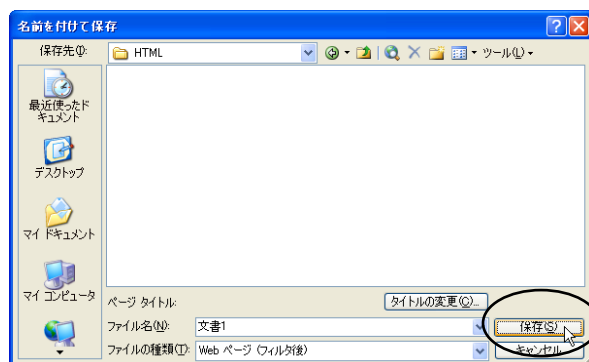 名前を付けて保存
保存先(I):
HTML
ツール(L)
最近使ったド
キュメント
デスクトップ
マイ ドキュメント
マイ コンピュータ
ページ タイトル:
タイトルの変更(C)...
ファイル名(N):
文書1
保存(S)
ファイルの種類(T):
Web ページ (フィルタ後)
キャンセル